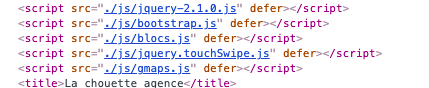 <script src="./js/jquery-2.1.0.js" defer></script>
<script src="./js/bootstrap.js" defer></script>
<script src="./js/blocs.js" defer></script>
<script src="./js/jquery.touchSwipe.js" defer></script>
<script src="./js/gmaps.js" defer></script>
<title>La chouette agence</title>